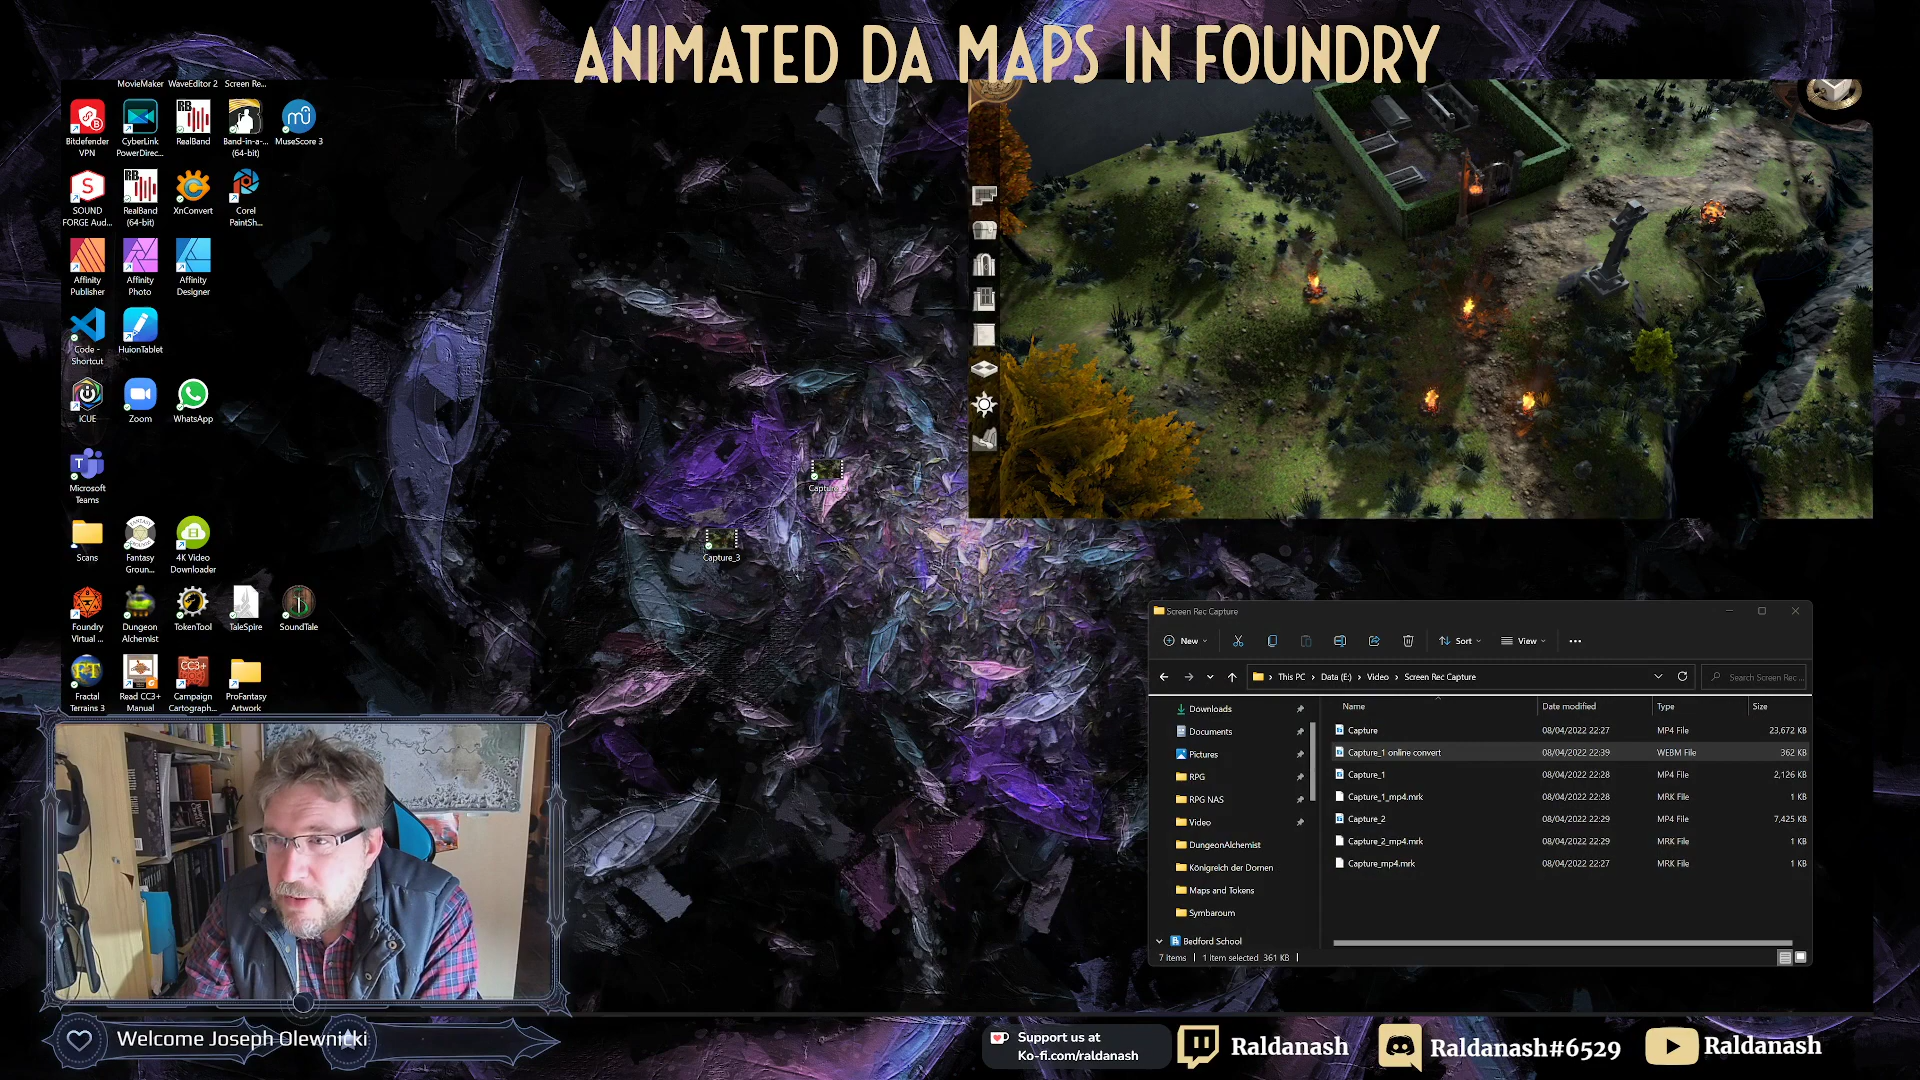 ANIMATED DA MAPS IN FOUNDRY
MovieMaker WaveEditor 2 Screen Re...
Bitdefender VPN
CyberLink PowerDirec...
RealBand
Band-in-a-... (64-bit)
MuseScore 3
SOUND FORGE Aud...
RealBand (64-bit)
XnConvert
Corel PaintSh...
Affinity Publisher
Affinity Photo
Affinity Designer
Code - Shortcut
HuionTablet
iCUE
Zoom
WhatsApp
Microsoft Teams
Scans
Fantasy Groun...
4K Video Downloader
Foundry Virtual ...
Dungeon Alchemist
TokenTool
TaleSpire
SoundTale
Fractal Terrains 3
Read CC3+ Manual
Campaign Cartograph...
ProFantasy Artwork
Capture_3
Screen Rec Capture
New
Sort
View
This PC > Data (E:) > Video > Screen Rec Capture
Search Screen Rec ...
Name Date modified Type Size
Downloads
Documents
Pictures
RPG
RPG NAS
Video
DungeonAlchemist
Königreich der Dornen
Maps and Tokens
Symbaroum
Bedford School
Capture 08/04/2022 22:27 MP4 File 23,672 KB
Capture_1 online convert 08/04/2022 22:39 WEBM File 362 KB
Capture_1 08/04/2022 22:28 MP4 File 2,126 KB
Capture_1_mp4.mrk 08/04/2022 22:28 MRK File 1 KB
Capture_2 08/04/2022 22:29 MP4 File 7,425 KB
Capture_2_mp4.mrk 08/04/2022 22:29 MRK File 1 KB
Capture_mp4.mrk 08/04/2022 22:27 MRK File 1 KB
7 items 1 item selected 361 KB
Welcome Joseph Olewnicki
Support us at
Ko-fi.com/raldanash
Raldanash
Raldanash#6529
Raldanash